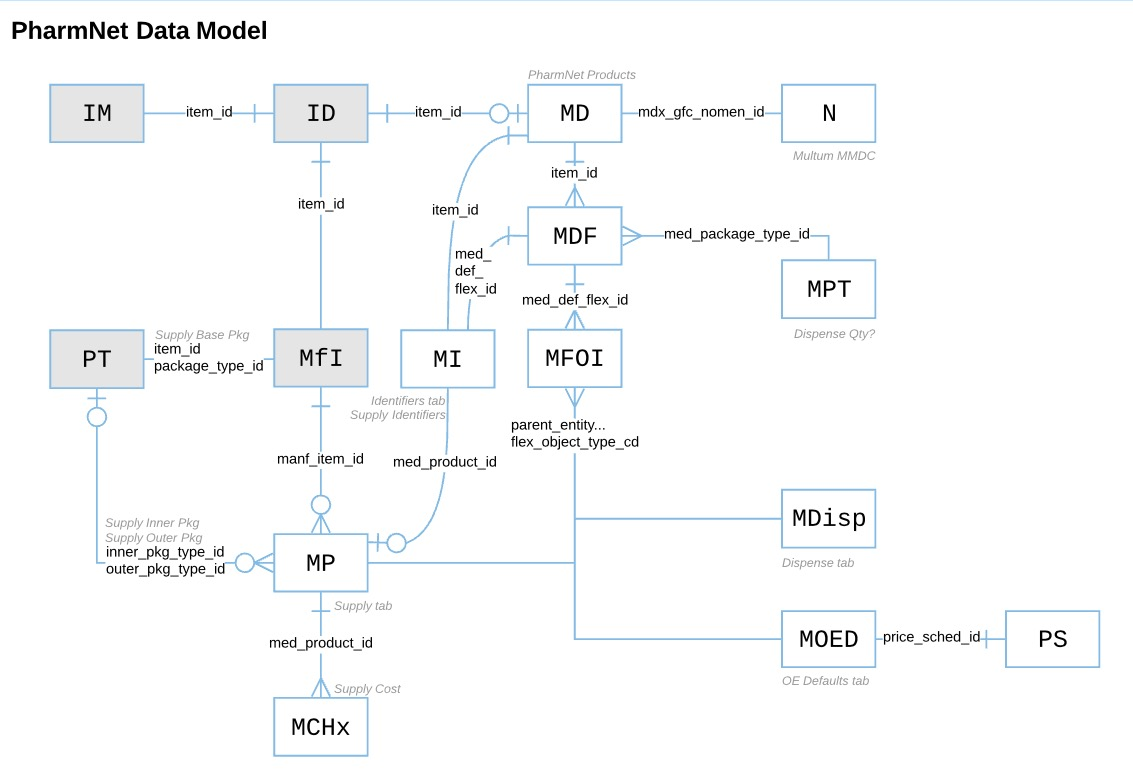 PharmNet Data Model
PharmNet Products
IM
item_id
ID
item_id
MD
mdx_gfc_nomen_id
N
Multum MMDC
item_id
item_id
item_id
MDF
med_package_type_id
med_
def_
flex_id
MPT
med_def_flex_id
Dispense Qty?
Supply Base Pkg
PT
item_id
package_type_id
MfI
MI
MFOI
Identifiers tab
Supply Identifiers
parent_entity...
flex_object_type_cd
manf_item_id
med_product_id
MDisp
Dispense tab
Supply Inner Pkg
Supply Outer Pkg
inner_pkg_type_id
outer_pkg_type_id
MP
Supply tab
med_product_id
MOED
price_sched_id
PS
OE Defaults tab
Supply Cost
MCHx